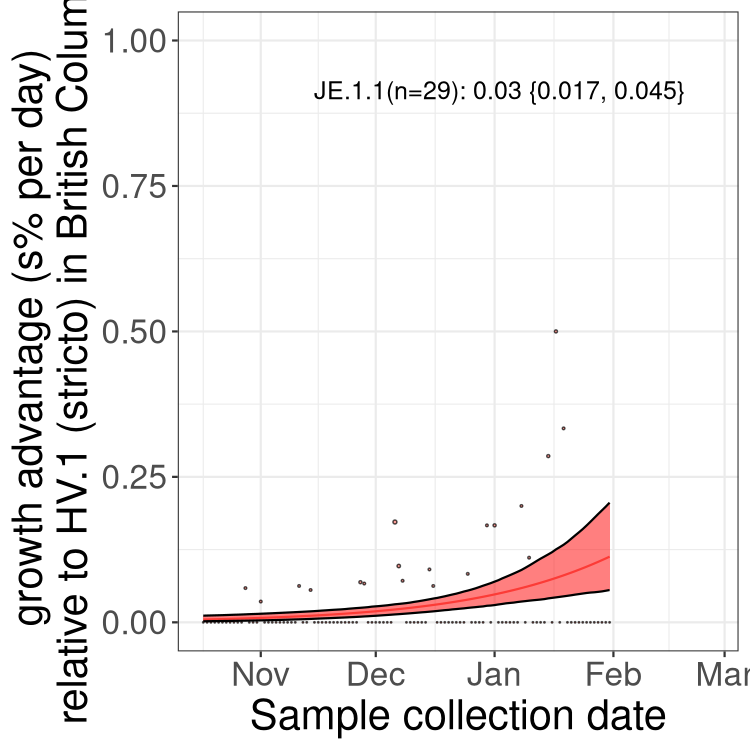 growth advantage (s% per day)
relative to HV.1 (stricto) in British Colum
1.00
0.75
0.50
0.25
0.00
JE.1.1(n=29): 0.03 {0.017, 0.045}
Nov Dec Jan Feb Mar
Sample collection date